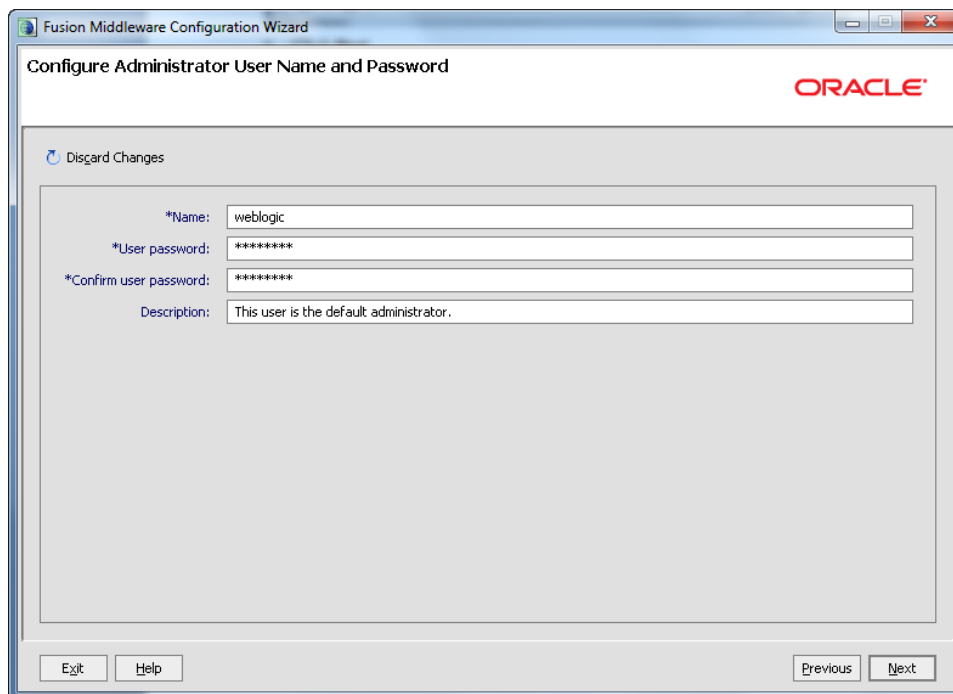 Fusion Middleware Configuration Wizard
Configure Administrator User Name and Password
ORACLE
Discard Changes
*Name: weblogic
*User password: ********
*Confirm user password: ********
Description: This user is the default administrator.
Exit Help Previous Next